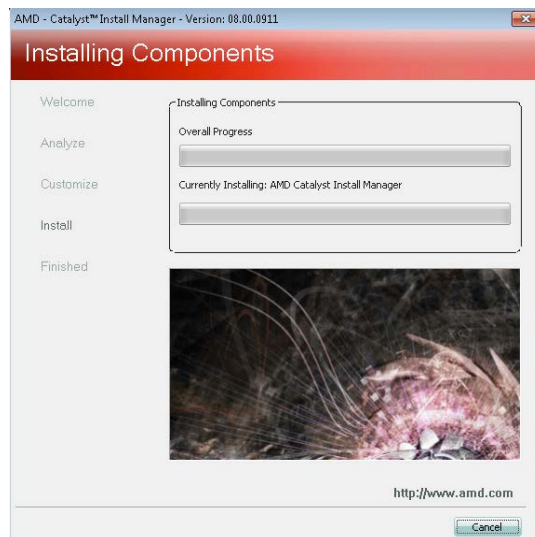 AMD - Catalyst™ Install Manager - Version: 08.00.0911
Installing Components
Welcome
Analyze
Customize
Install
Finished
Installing Components
Overall Progress
Currently Installing: AMD Catalyst Install Manager
http://www.amd.com
Cancel